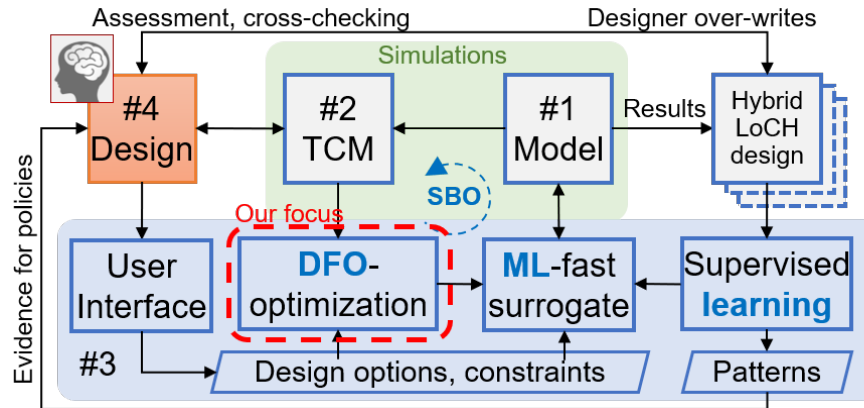 Assessment, cross-checking
Designer over-writes
Simulations
#4
Design
#2
TCM
#1
Model
Results
Hybrid
LoCH
design
SBO
Our focus
Evidence for policies
User
Interface
DFO-
optimization
ML-fast
surrogate
Supervised
learning
#3
Design options, constraints
Patterns